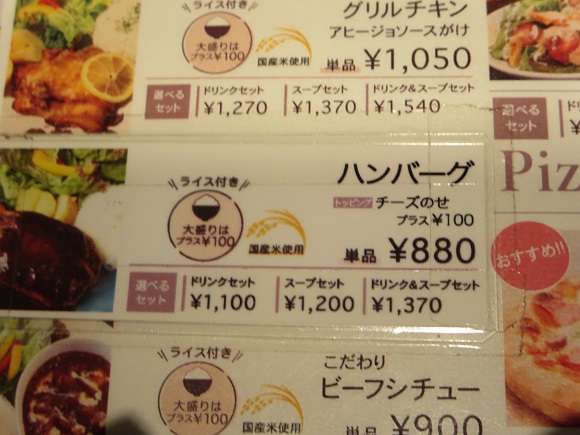 グリルチキン
アヒージョソースがけ
ライス付き
大盛りは
プラス¥100
国産米使用
単品 ¥1,050
選べる
セット
ドリンクセット
¥1,270
スープセット
¥1,370
ドリンク&スープセット
¥1,540
ハンバーグ
トッピング チーズのせ
プラス¥100
ライス付き
大盛りは
プラス¥100
国産米使用
単品 ¥880
選べる
セット
ドリンクセット
¥1,100
スープセット
¥1,200
ドリンク&スープセット
¥1,370
こだわり
ビーフシチュー
ライス付き
大盛りは
プラス¥100
国産米使用
単品 ¥900
選べる
セット
Piz
おすすめ!!